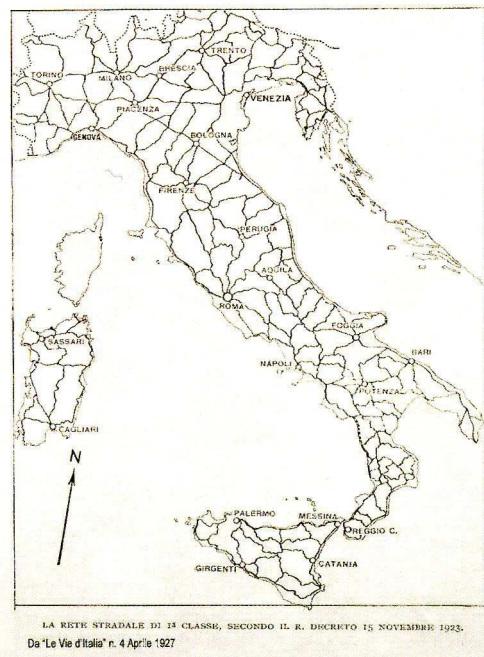 TRENTO
BRESCIA
TORINO
MILANO
VENEZIA
PIACENZA
GENOVA
BOLOGNA
FIRENZE
PERUGIA
AQUILA
ROMA
FOGGIA
SASSARI
BARI
NAPOLI
POTENZA
CAGLIARI
N
PALERMO
MESSINA
REGGIO C.
GIRGENTI
CATANIA
LA RETE STRADALE DI 1ª CLASSE, SECONDO IL R. DECRETO 15 NOVEMBRE 1923.
Da "Le Vie d'Italia" n. 4 Aprile 1927